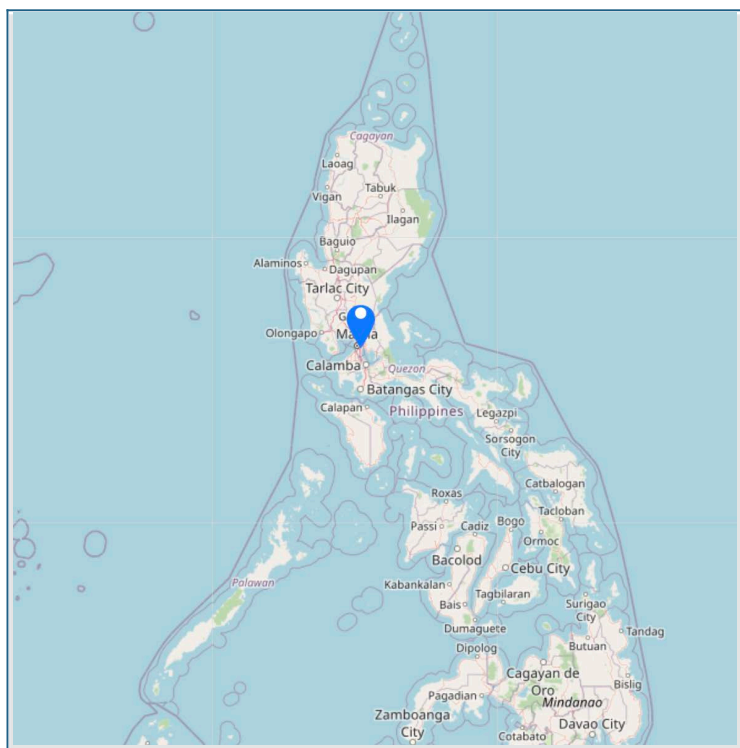 Cagayan
Laoag
Tabuk
Vigan
Ilagan
Baguio
Alaminos
Dagupan
Tarlac City
Olongapo
Calamba
Quezon
Batangas City
Calapan
Philippines
Legazpi
Sorsogon
City
Catbalogan
Roxas
Tacloban
Passi
Cadiz
Bogo
Ormoc
Bacolod
Cebu City
Palawan
Kabankalan
Tagbilaran
Bais
Surigao
City
Dumaguete
Tandag
Dipolog
Butuan
Cagayan de
Oro
Bislig
Pagadian
Mindanao
Zamboanga
City
Davao City
Cotabato